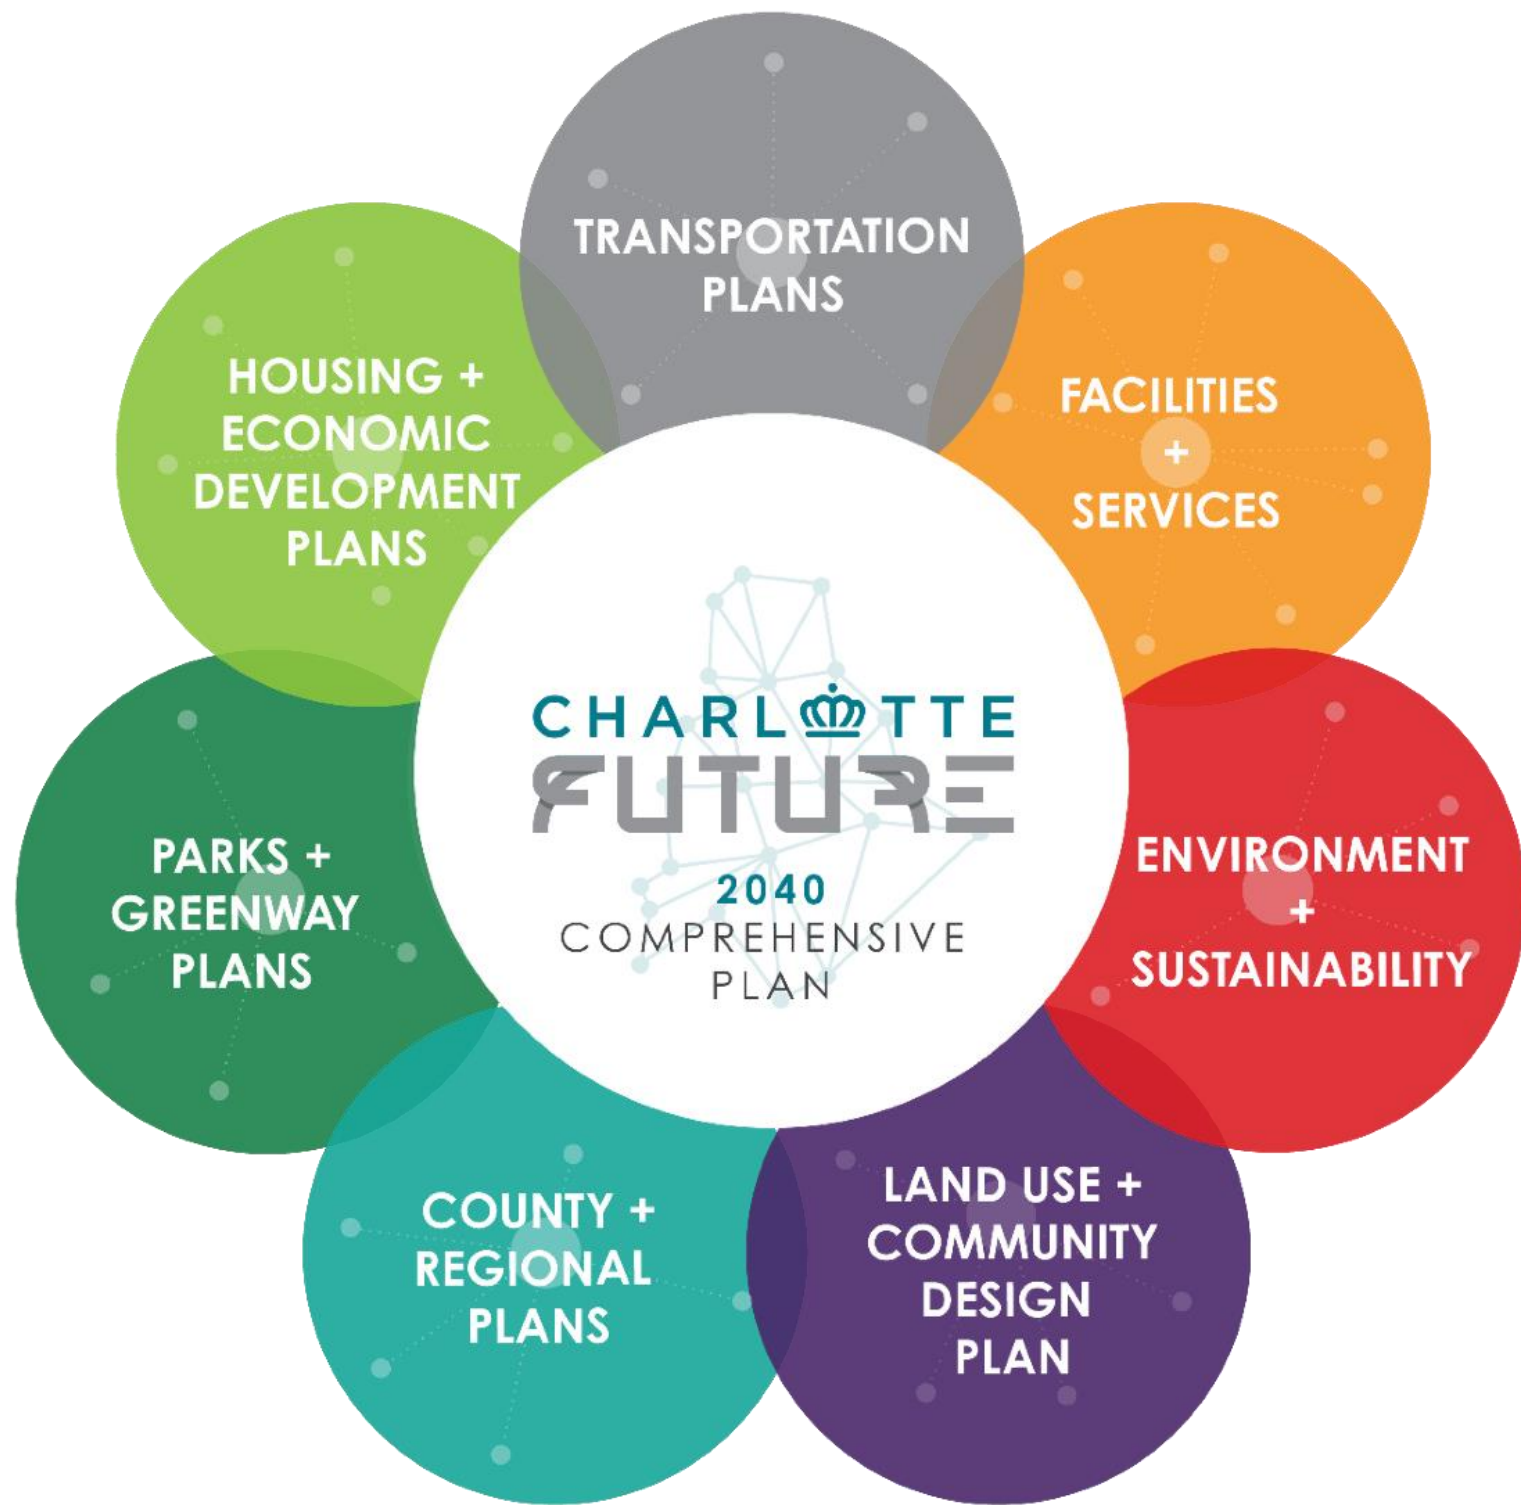 TRANSPORTATION
PLANS
FACILITIES
+
SERVICES
ENVIRONMENT
+
SUSTAINABILITY
LAND USE +
COMMUNITY
DESIGN
PLAN
COUNTY +
REGIONAL
PLANS
PARKS +
GREENWAY
PLANS
HOUSING +
ECONOMIC
DEVELOPMENT
PLANS
CHARLOTTE
FUTURE
2040
COMPREHENSIVE
PLAN